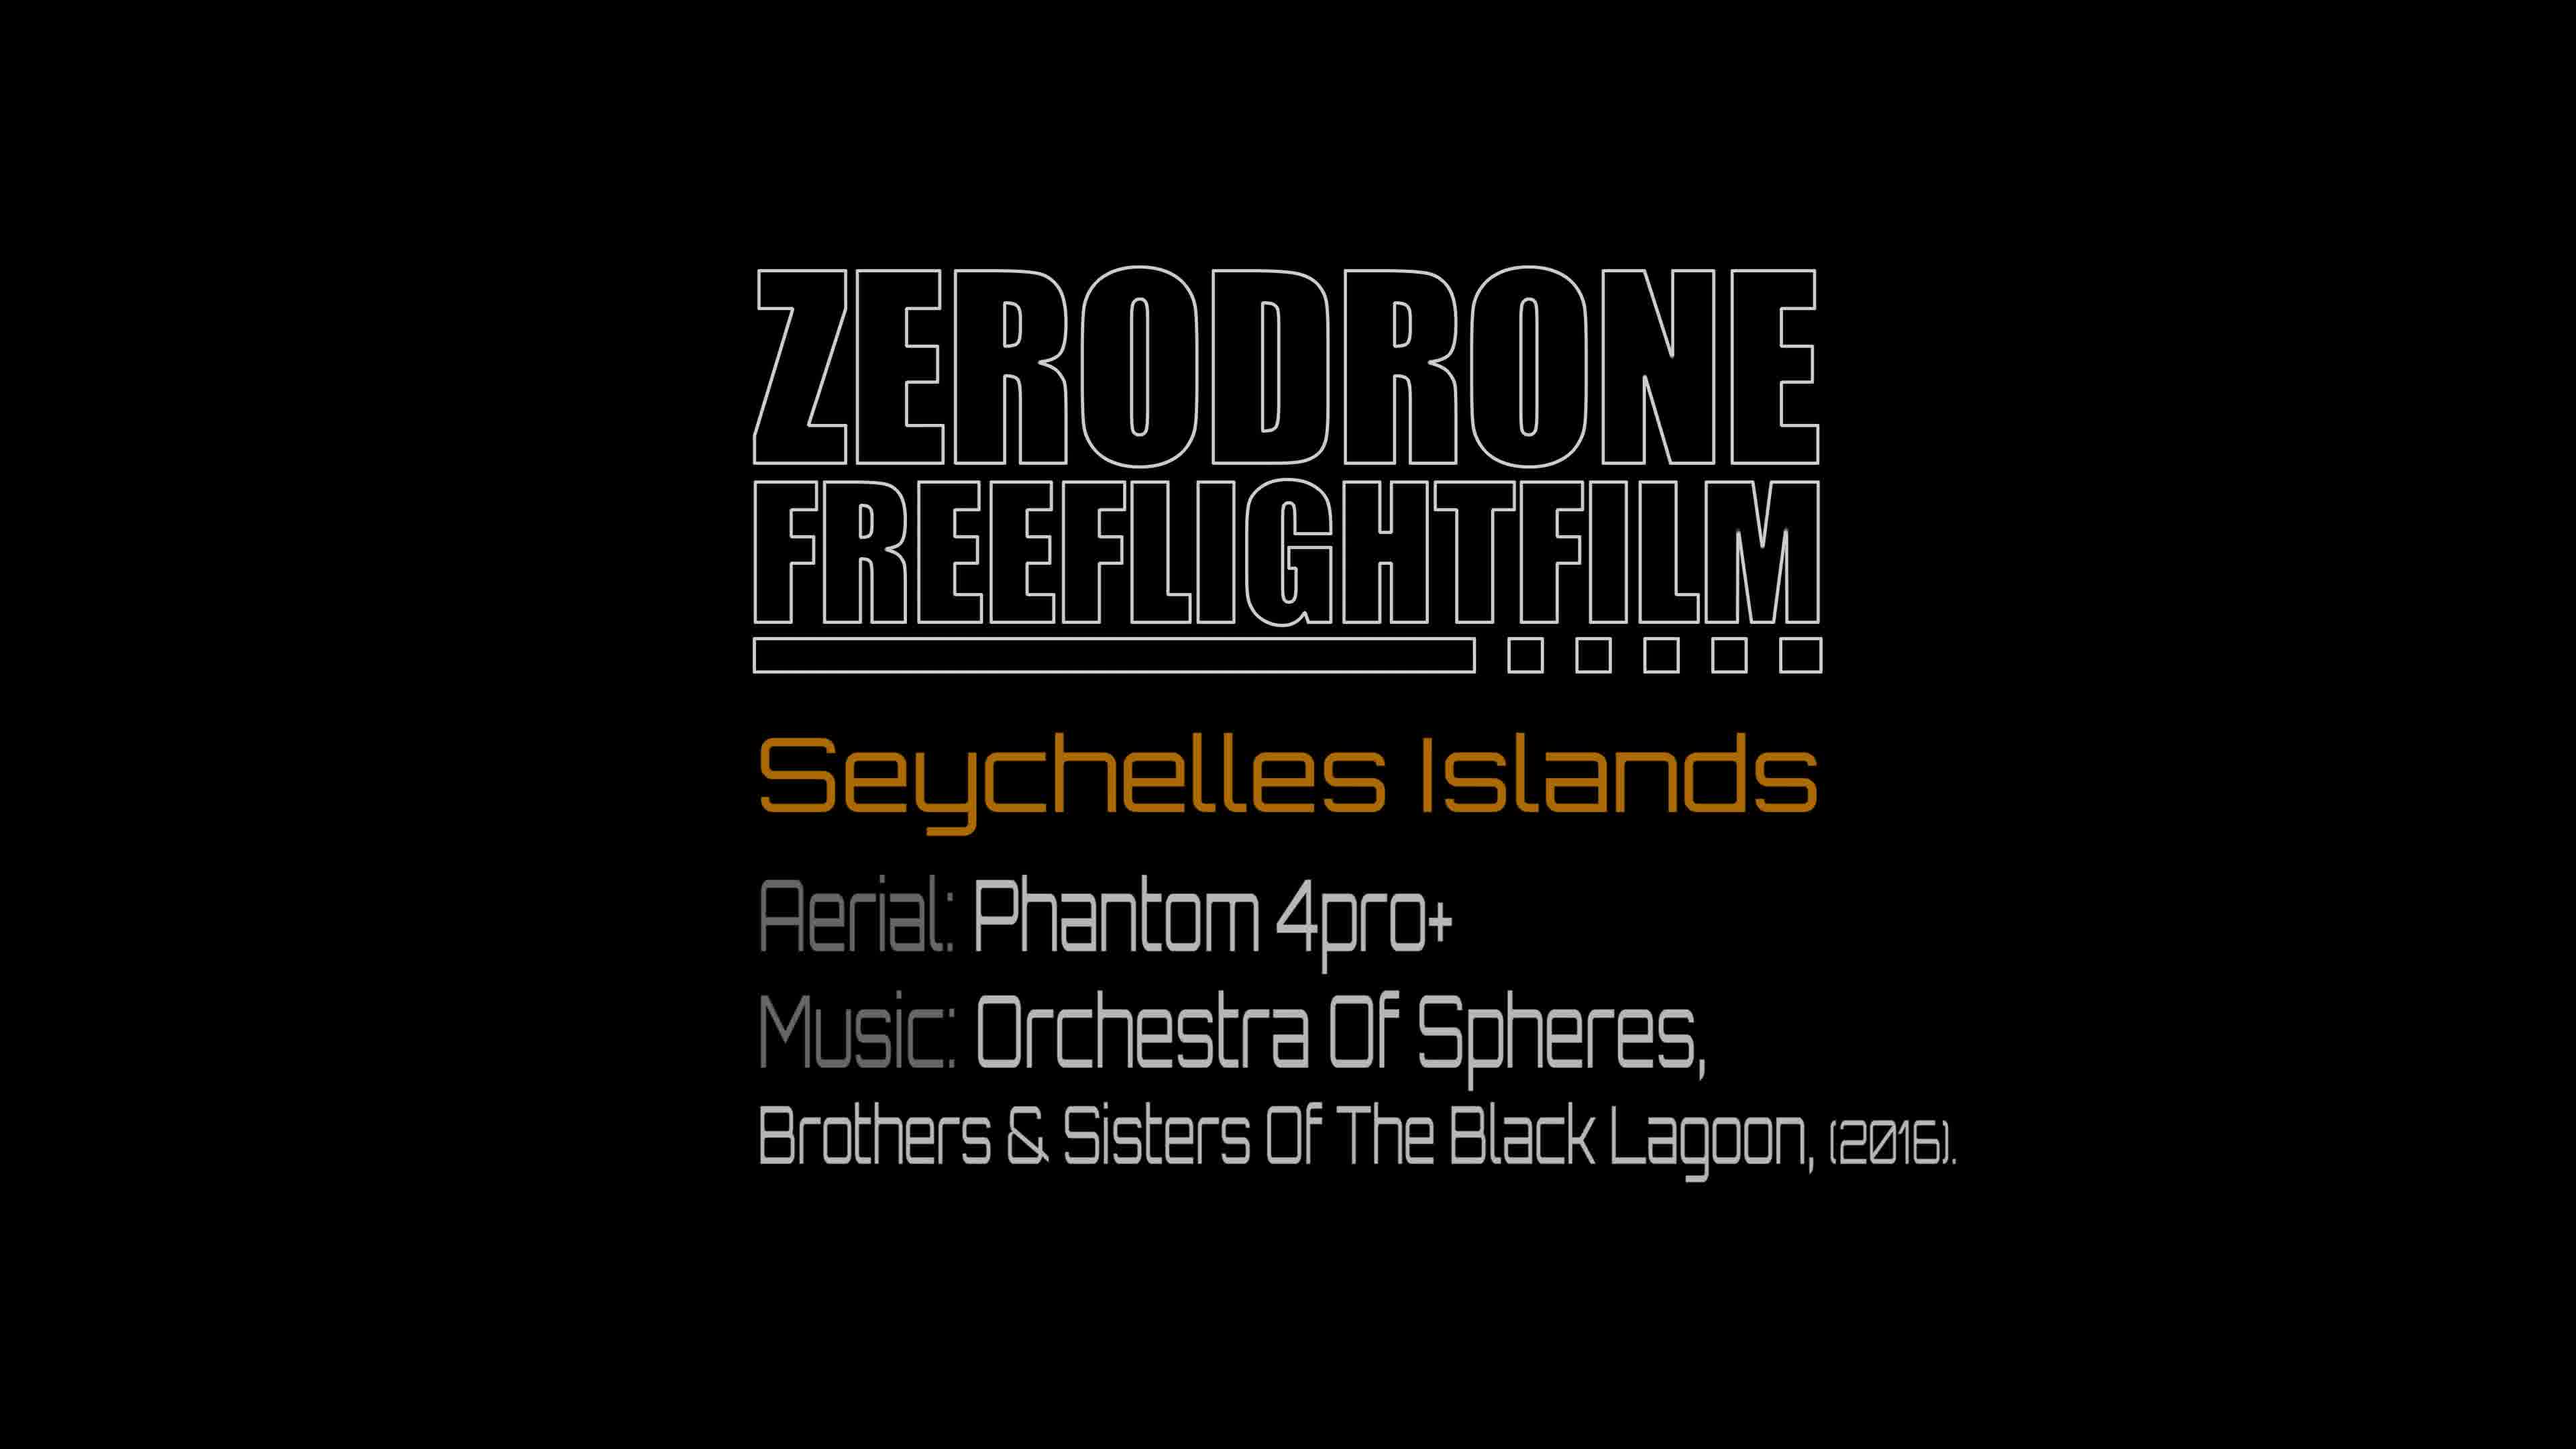 ZERODRONE
FREEFLIGHTFILM
Seychelles Islands
Aerial: Phantom 4pro+
Music: Orchestra Of Spheres,
Brothers & Sisters Of The Black Lagoon, (2016).